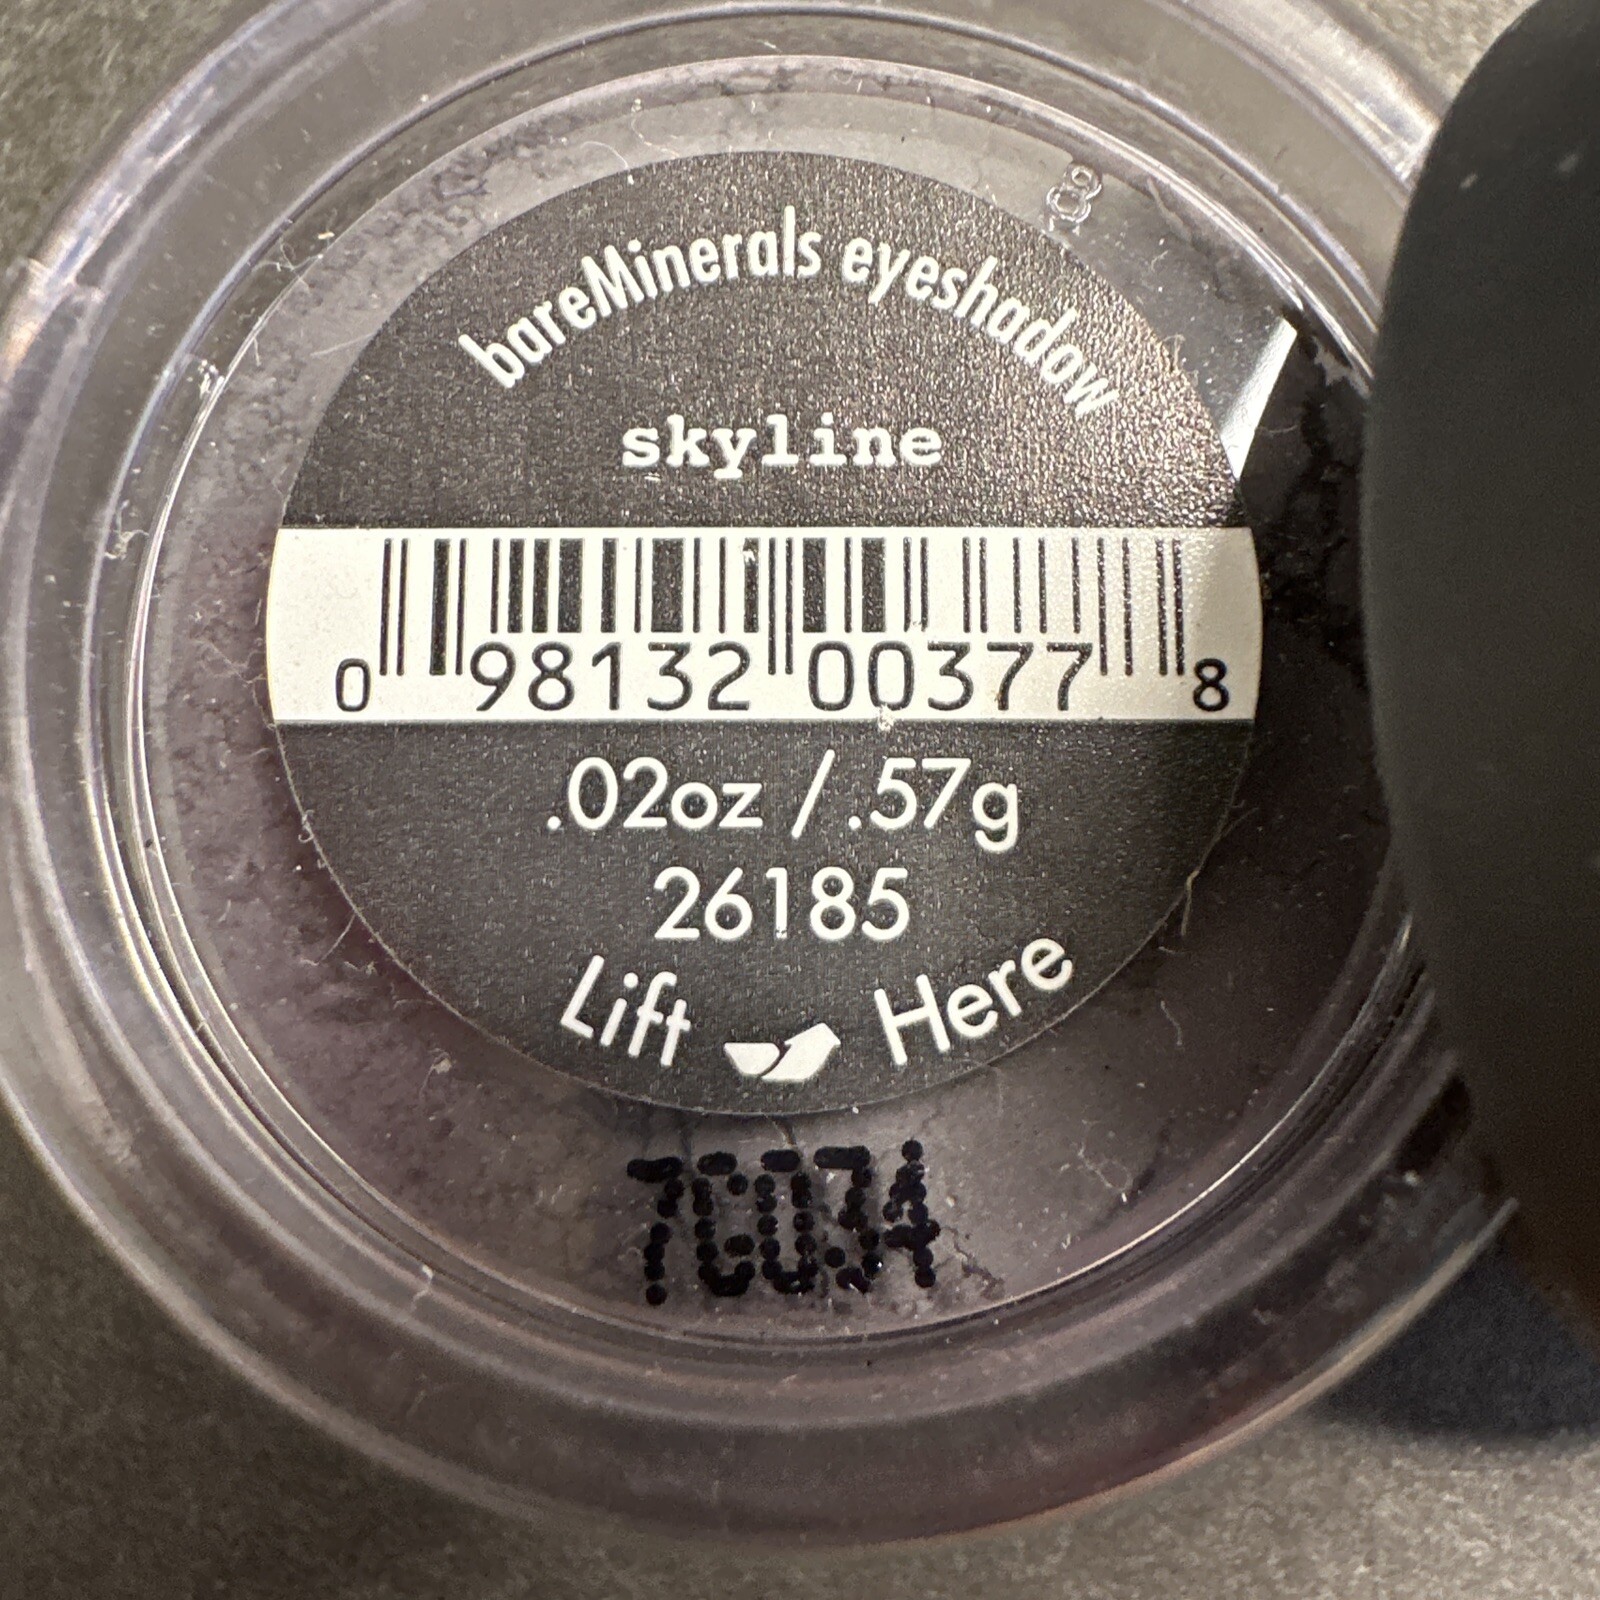 bareMinerals eyeshadow
skyline
0 98132 00377 8
.02oz / .57g
26185
Lift Here
7G034